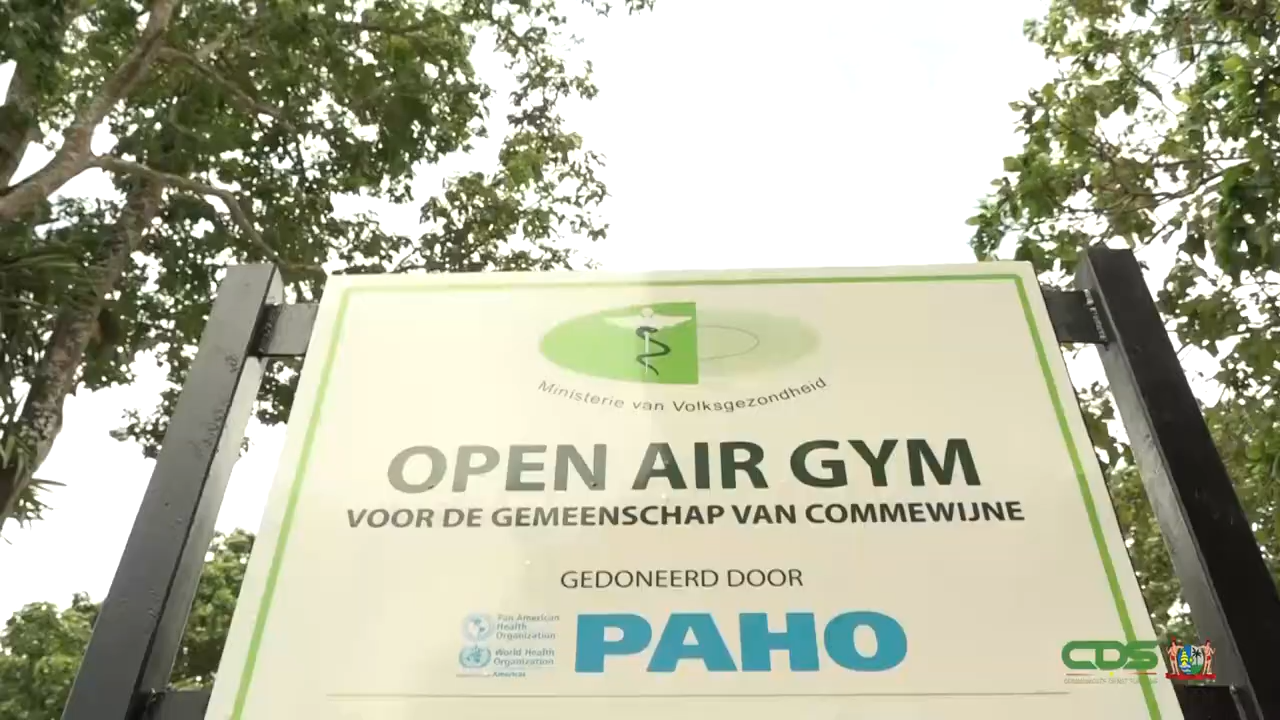 Ministerie van Volksgezondheid
OPEN AIR GYM
VOOR DE GEMEENSCHAP VAN COMMEWIJNE
GEDONEERD DOOR
Pan American
Health
Organization
World Health
Organization
Americas
PAHO
CDS